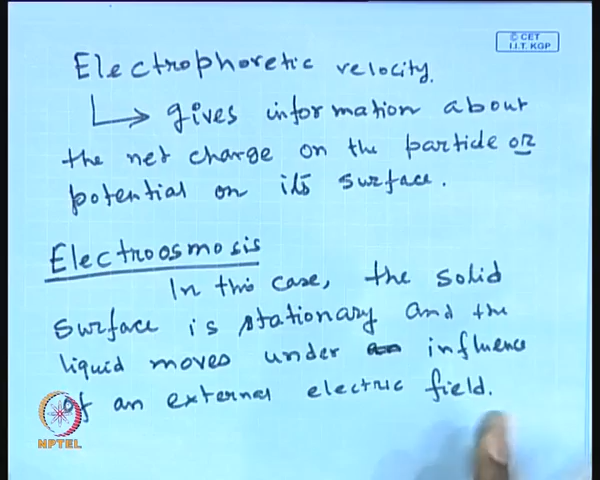 © CET
I.I.T. KGP
Electrophoretic velocity.
gives information about
the net charge on the particle or
potential on its surface.
Electroosmosis
In this case, the solid
surface is stationary and the
liquid moves under influence
of an external electric field.
NPTEL